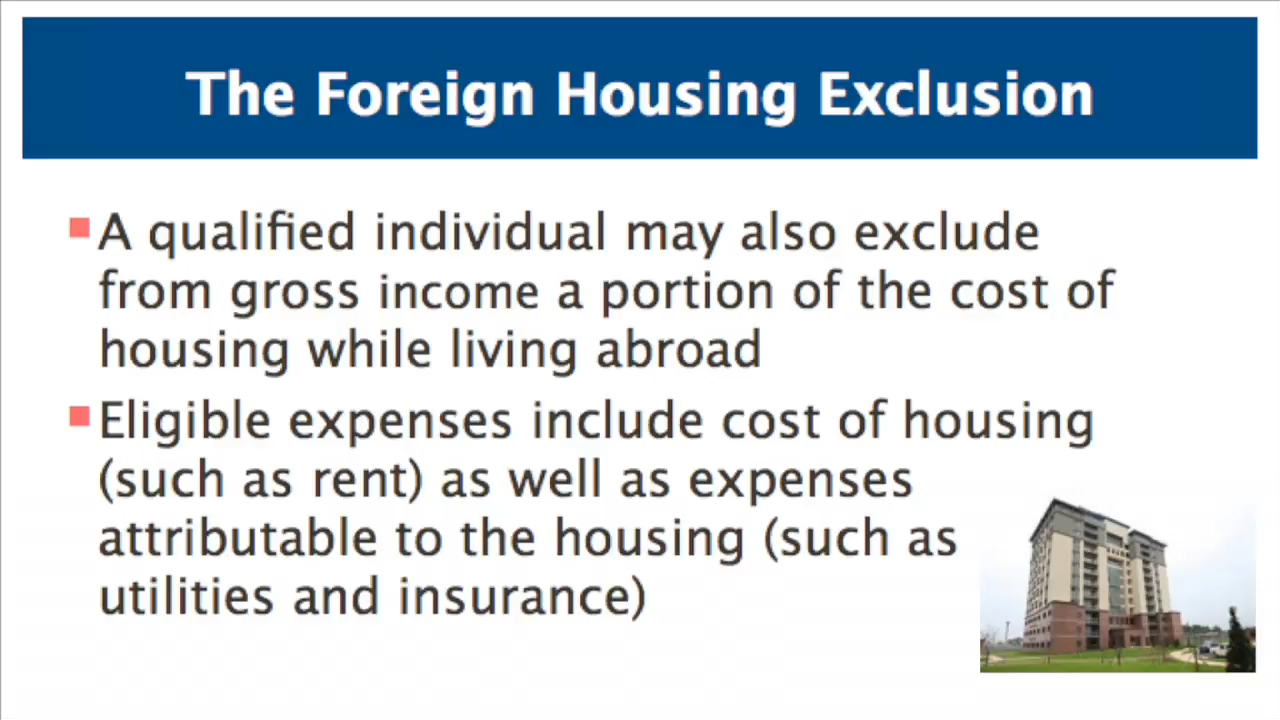 The Foreign Housing Exclusion
A qualified individual may also exclude
from gross income a portion of the cost of
housing while living abroad
Eligible expenses include cost of housing
(such as rent) as well as expenses
attributable to the housing (such as
utilities and insurance)